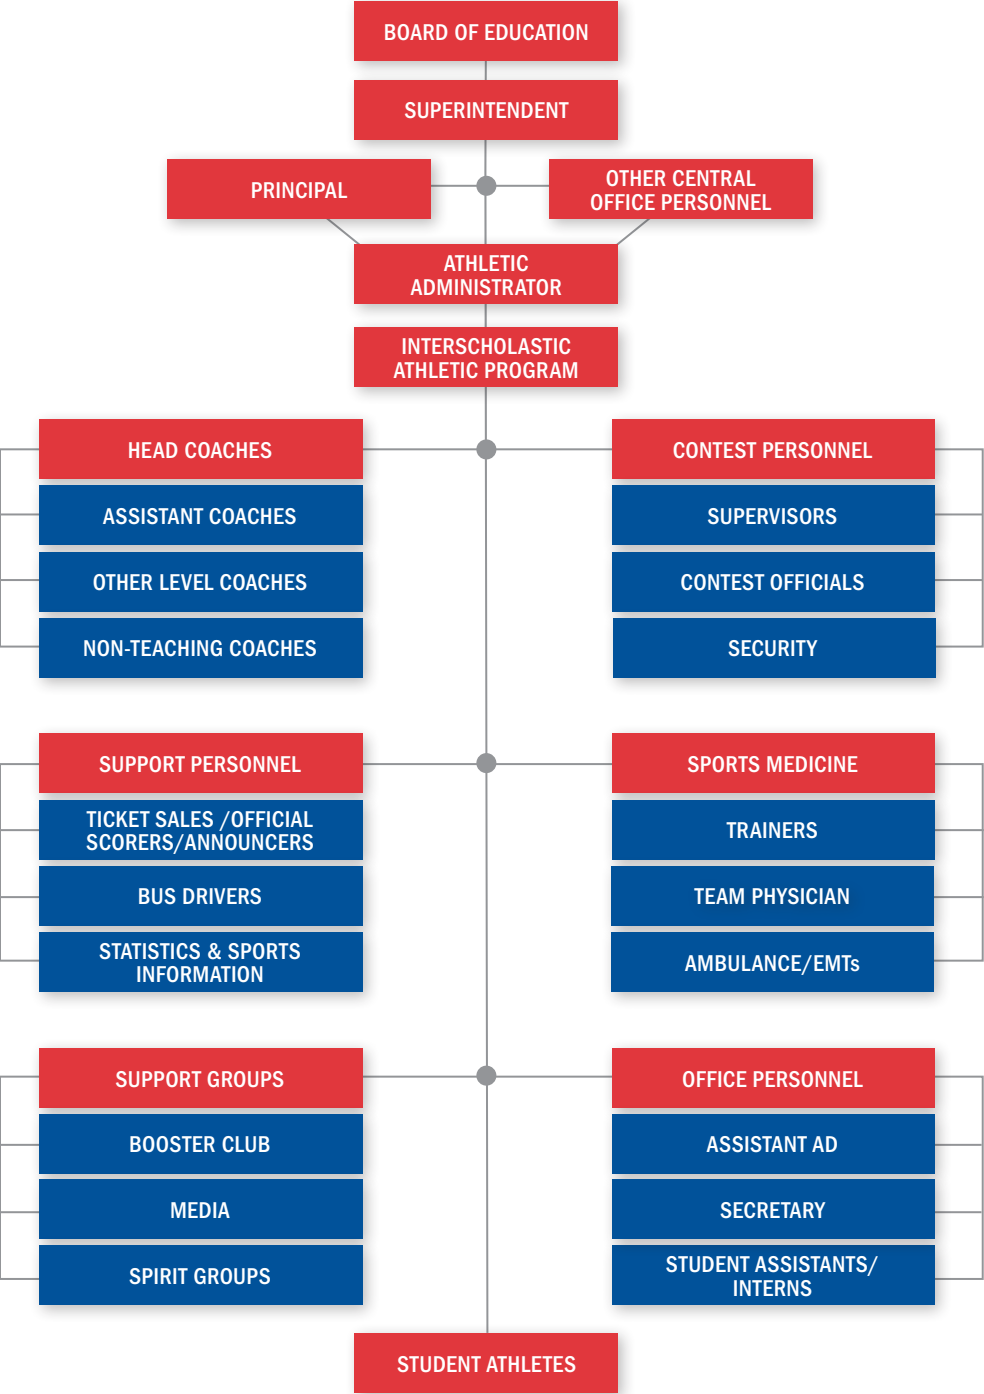 BOARD OF EDUCATION
SUPERINTENDENT
PRINCIPAL
OTHER CENTRAL
OFFICE PERSONNEL
ATHLETIC
ADMINISTRATOR
INTERSCHOLASTIC
ATHLETIC PROGRAM
HEAD COACHES
ASSISTANT COACHES
OTHER LEVEL COACHES
NON-TEACHING COACHES
CONTEST PERSONNEL
SUPERVISORS
CONTEST OFFICIALS
SECURITY
SUPPORT PERSONNEL
TICKET SALES /OFFICIAL
SCORERS/ANNOUNCERS
BUS DRIVERS
STATISTICS & SPORTS
INFORMATION
SPORTS MEDICINE
TRAINERS
TEAM PHYSICIAN
AMBULANCE/EMTs
SUPPORT GROUPS
BOOSTER CLUB
MEDIA
SPIRIT GROUPS
OFFICE PERSONNEL
ASSISTANT AD
SECRETARY
STUDENT ASSISTANTS/
INTERNS
STUDENT ATHLETES